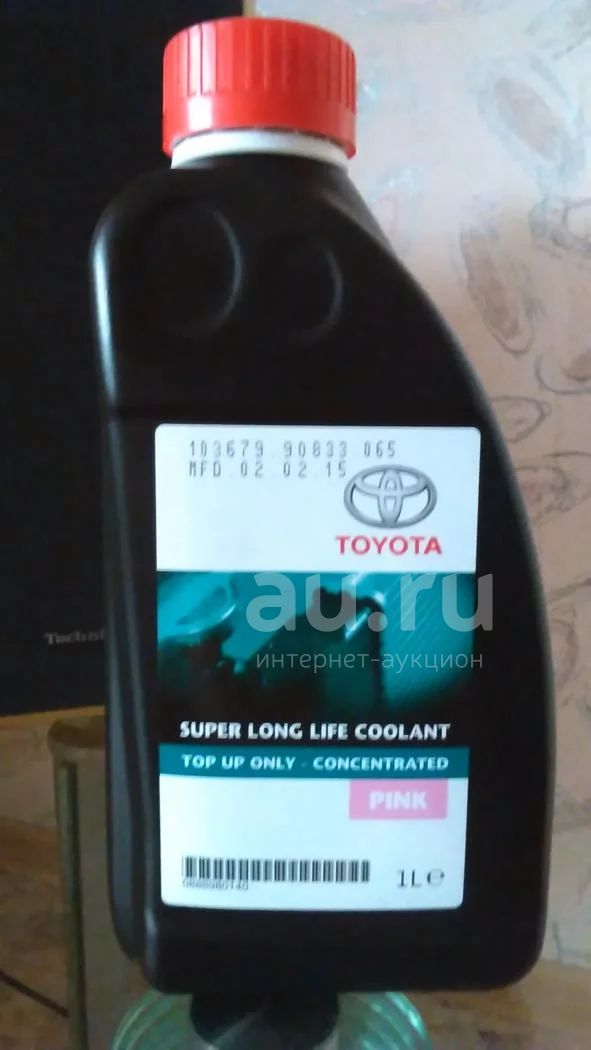 103679.90833 065
MFD.02.02.15
TOYOTA
au.ru
интернет-аукцион
SUPER LONG LIFE COOLANT
TOP UP ONLY - CONCENTRATED
PINK
1L℮